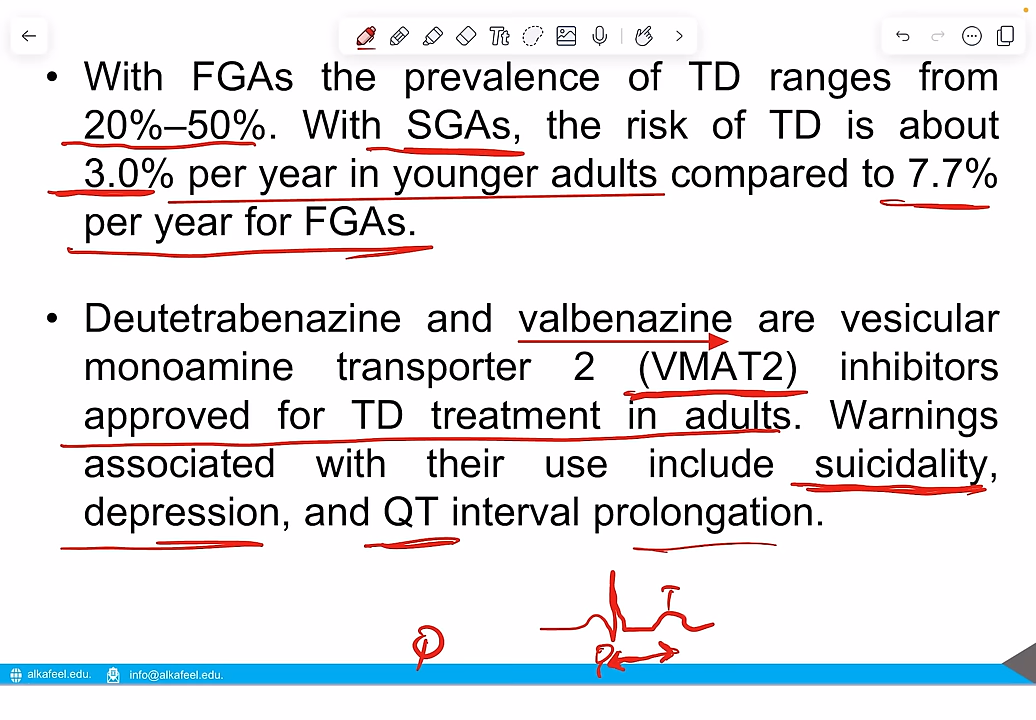 Tt
• With FGAs the prevalence of TD ranges from
20%–50%. With SGAs, the risk of TD is about
3.0% per year in younger adults compared to 7.7%
per year for FGAs.
• Deutetrabenazine and valbenazine are vesicular
monoamine transporter 2 (VMAT2) inhibitors
approved for TD treatment in adults. Warnings
associated with their use include suicidality,
depression, and QT interval prolongation.
T
alkafeel.edu. info@alkafeel.edu.